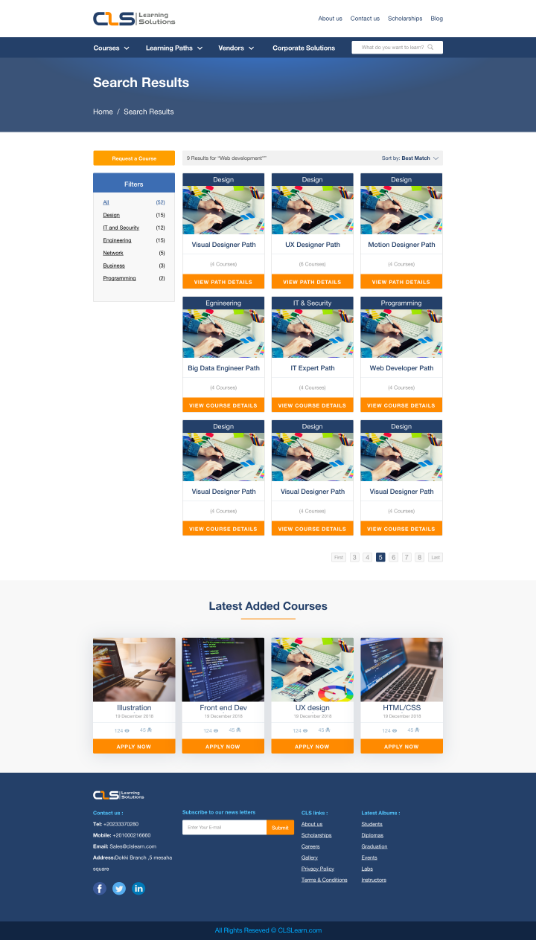 CLS Learning Solutions
About us Contact us Scholarships Blog
Courses Learning Paths Vendors Corporate Solutions What do you want to learn?
Search Results
Home / Search Results
Request a Course
9 Results for "Web development""
Sort by: Best Match
Filters
All (52)
Design (15)
IT and Security (12)
Engineering (15)
Network (5)
Business (3)
Programming (2)
Design Design Design
Visual Designer Path UX Designer Path Motion Designer Path
(4 Courses) (6 Courses) (4 Courses)
VIEW PATH DETAILS VIEW PATH DETAILS VIEW PATH DETAILS
Egnineering IT & Security Programming
Big Data Engineer Path IT Expert Path Web Developer Path
(4 Courses) (4 Courses) (4 Courses)
VIEW COURSE DETAILS VIEW COURSE DETAILS VIEW COURSE DETAILS
Design Design Design
Visual Designer Path Visual Designer Path Visual Designer Path
(4 Courses) (4 Courses) (4 Courses)
VIEW COURSE DETAILS VIEW COURSE DETAILS VIEW COURSE DETAILS
First 3 4 5 6 7 8 Last
Latest Added Courses
Illustration Front end Dev UX design HTML/CSS
19 December 2018 19 December 2018 19 December 2018 19 December 2018
124 45 124 45 124 45 124 45
APPLY NOW APPLY NOW APPLY NOW APPLY NOW
CLS Learning Solutions
Contact us :
Tel: +20233370280
Mobile: +201000216660
Email: Sales@clslearn.com
Address:Dokki Branch ,5 mesaha
square
Subscribe to our news letters
Enter Your E-mail Submit
CLS links :
About us
Scholarships
Careers
Gallery
Privacy Policy
Terms & Conditions
Latest Albums :
Students
Diplomas
Graduation
Events
Labs
Instructors
All Rights Reseved © CLSLearn.com